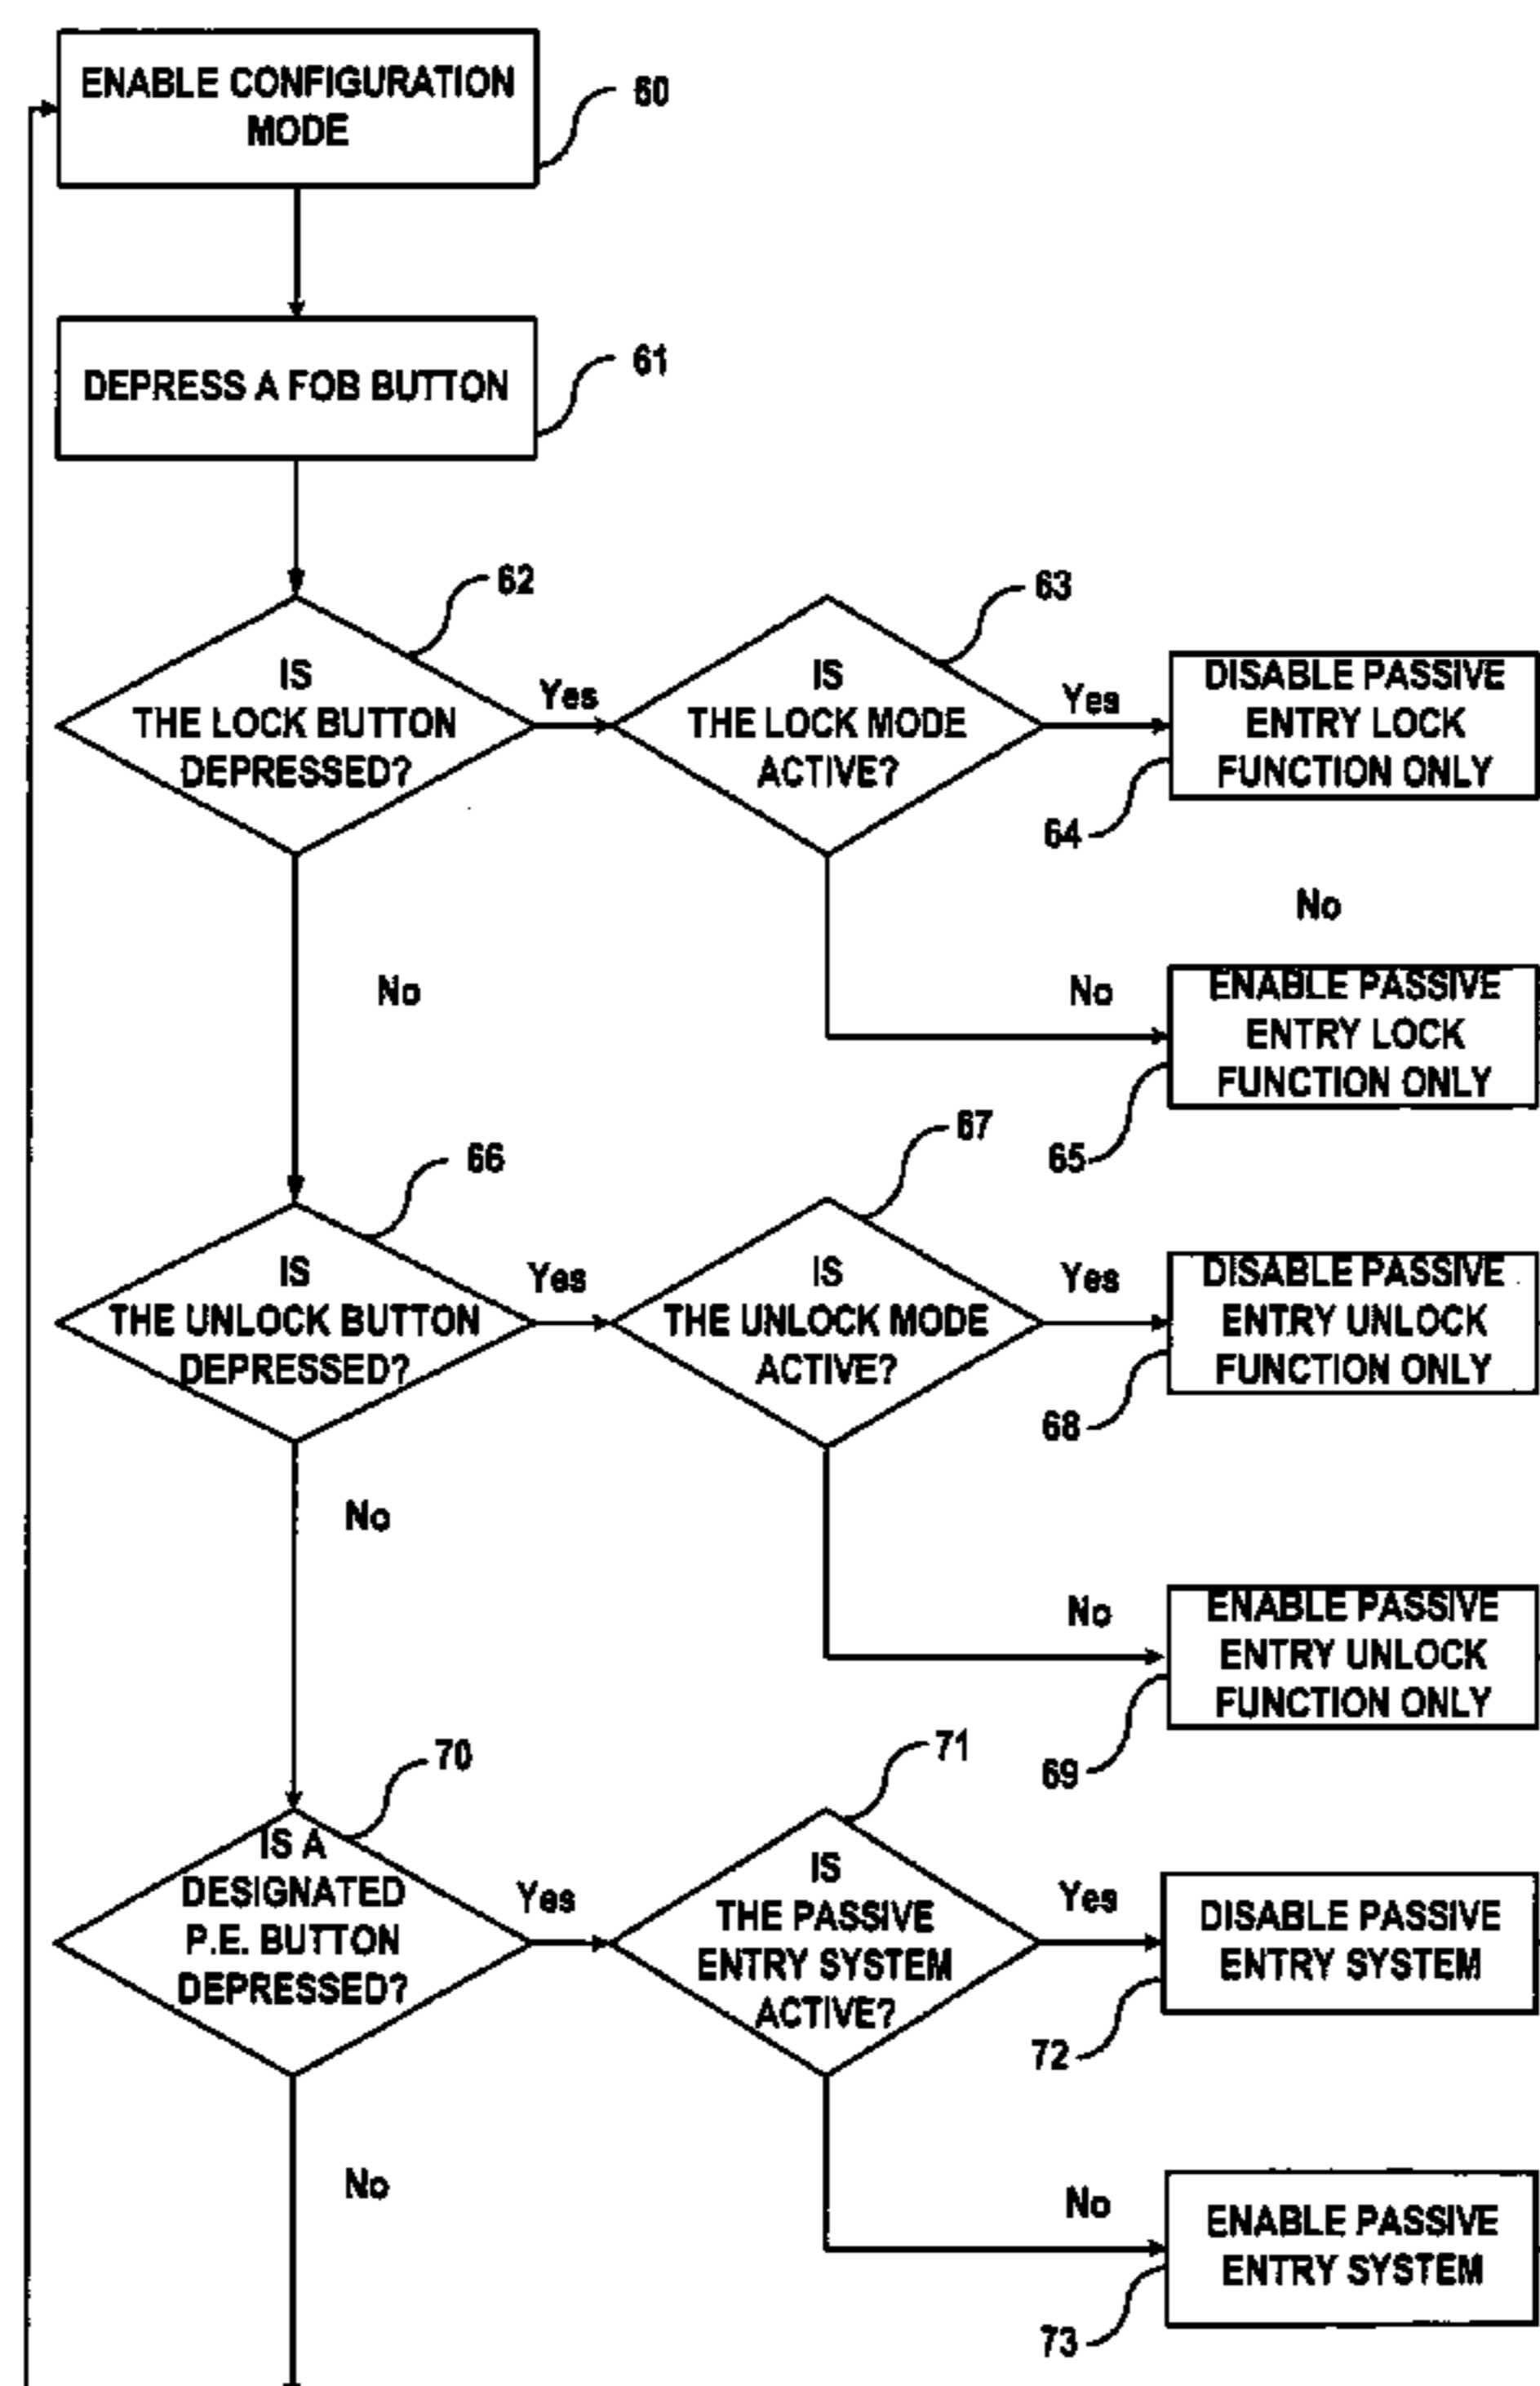 ENABLE CONFIGURATION
MODE
60
DEPRESS A FOB BUTTON
61
62
IS
THE LOCK BUTTON
DEPRESSED?
Yes
63
IS
THE LOCK MODE
ACTIVE?
Yes
DISABLE PASSIVE
ENTRY LOCK
FUNCTION ONLY
64
No
No
No
ENABLE PASSIVE
ENTRY LOCK
FUNCTION ONLY
65
66
IS
THE UNLOCK BUTTON
DEPRESSED?
Yes
67
IS
THE UNLOCK MODE
ACTIVE?
Yes
DISABLE PASSIVE
ENTRY UNLOCK
FUNCTION ONLY
68
No
No
ENABLE PASSIVE
ENTRY UNLOCK
FUNCTION ONLY
69
70
IS A
DESIGNATED
P.E. BUTTON
DEPRESSED?
Yes
71
IS
THE PASSIVE
ENTRY SYSTEM
ACTIVE?
Yes
DISABLE PASSIVE
ENTRY SYSTEM
72
No
No
ENABLE PASSIVE
ENTRY SYSTEM
73